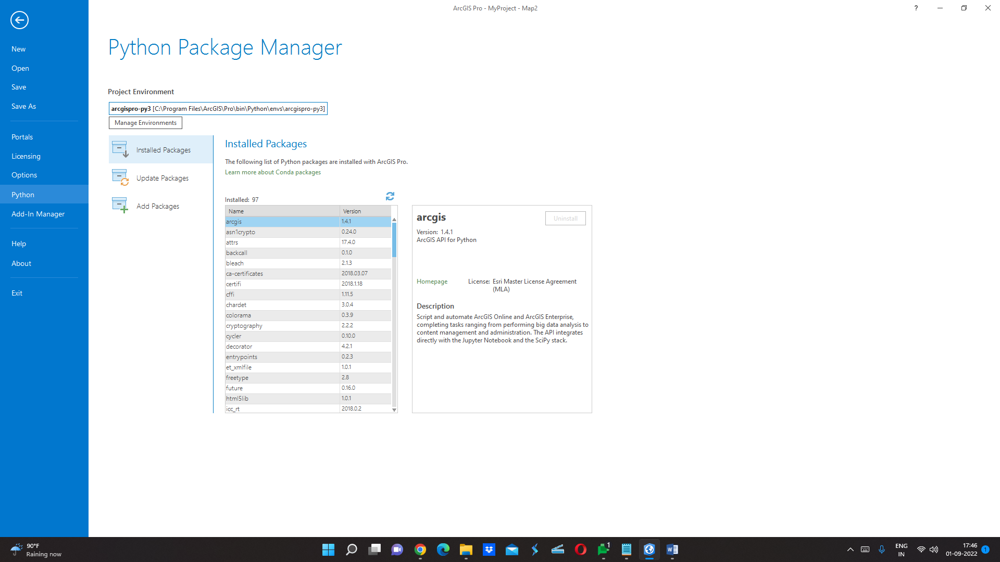 ArcGIS Pro - MyProject - Map2
?
New
Open
Save
Save As
Portals
Licensing
Options
Python
Add-In Manager
Help
About
Exit
Python Package Manager
Project Environment
arcgispro-py3 [C:\Program Files\ArcGIS\Pro\bin\Python\envs\arcgispro-py3]
Manage Environments
Installed Packages
Update Packages
Add Packages
Installed Packages
The following list of Python packages are installed with ArcGIS Pro.
Learn more about Conda packages
Installed: 97
Name Version
arcgis 1.4.1
asn1crypto 0.24.0
attrs 17.4.0
backcall 0.1.0
bleach 2.1.3
ca-certificates 2018.03.07
certifi 2018.1.18
cffi 1.11.5
chardet 3.0.4
colorama 0.3.9
cryptography 2.2.2
cycler 0.10.0
decorator 4.2.1
entrypoints 0.2.3
et_xmlfile 1.0.1
freetype 2.8
future 0.16.0
html5lib 1.0.1
icc_rt 2018.0.2
arcgis
Uninstall
Version: 1.4.1
ArcGIS API for Python
Homepage
License: Esri Master License Agreement
(MLA)
Description
Script and automate ArcGIS Online and ArcGIS Enterprise,
completing tasks ranging from performing big data analysis to
content management and administration. The API integrates
directly with the Jupyter Notebook and the SciPy stack.
90°F
Raining now
1
W
ENG
IN
17:46
01-09-2022
1